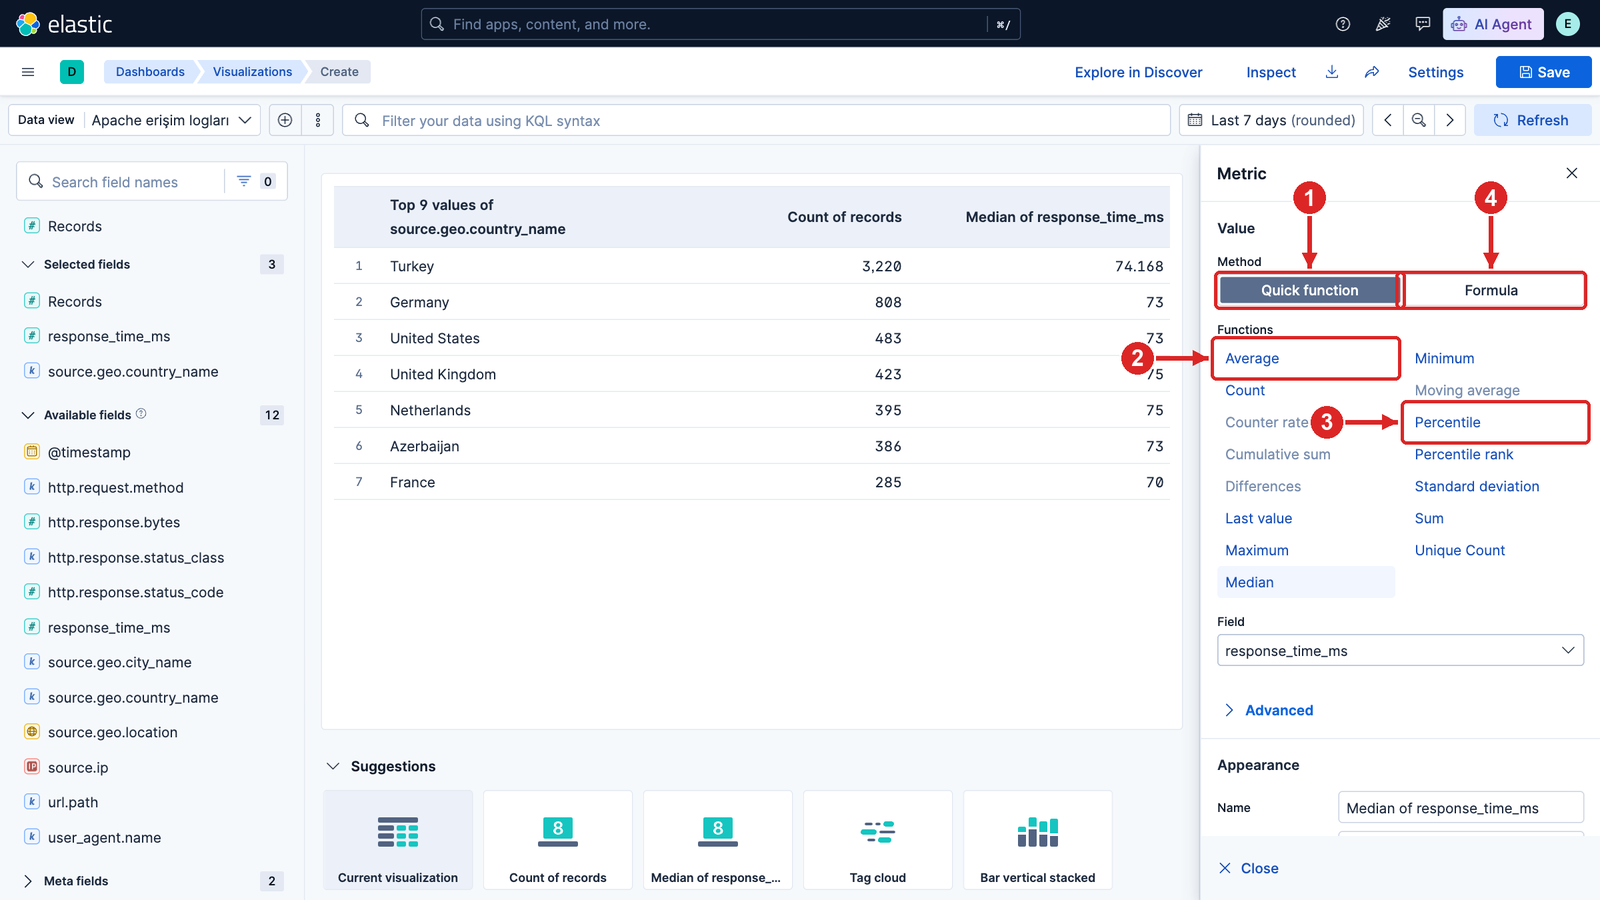 elastic
Find apps, content, and more.
⌘/
AI Agent
E
D
Dashboards
Visualizations
Create
Explore in Discover
Inspect
Settings
Save
Data view
Apache erişim logları
Filter your data using KQL syntax
Last 7 days (rounded)
Refresh
Search field names
0
Records
Selected fields
3
Records
response_time_ms
source.geo.country_name
Available fields
12
@timestamp
http.request.method
http.response.bytes
http.response.status_class
http.response.status_code
response_time_ms
source.geo.city_name
source.geo.country_name
source.geo.location
source.ip
url.path
user_agent.name
Meta fields
2
Top 9 values of
source.geo.country_name
Count of records
Median of response_time_ms
1 Turkey 3,220 74.168
2 Germany 808 73
3 United States 483 73
4 United Kingdom 423 75
5 Netherlands 395 75
6 Azerbaijan 386 73
7 France 285 70
Suggestions
Current visualization
8
Count of records
8
Median of response_...
Tag cloud
Bar vertical stacked
Metric
1
4
Value
Method
Quick function
Formula
Functions
2
Average
Minimum
Count
Moving average
Counter rate
3
Percentile
Cumulative sum
Percentile rank
Differences
Standard deviation
Last value
Sum
Maximum
Unique Count
Median
Field
response_time_ms
Advanced
Appearance
Name
Median of response_time_ms
Close